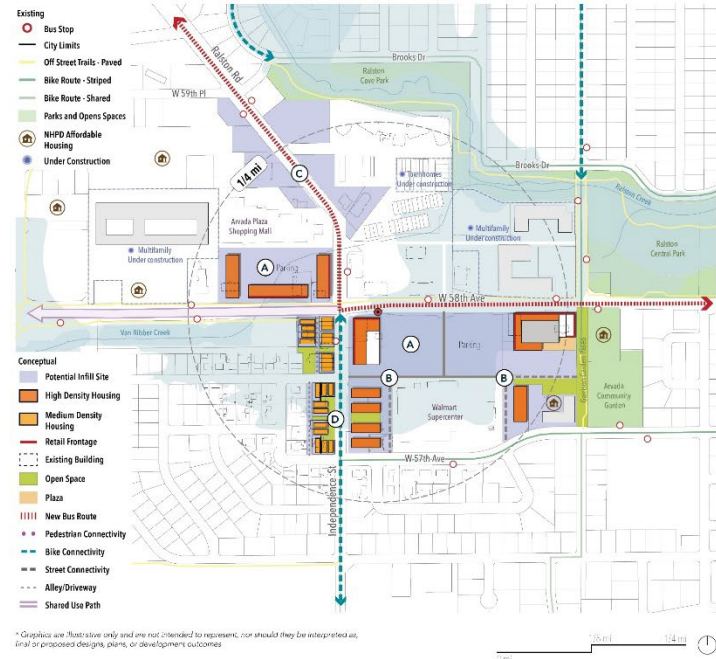 Existing
Bus Stop
City Limits
Off Street Trails - Paved
Bike Route - Striped
Bike Route - Shared
Parks and Opens Spaces
NHPD Affordable
Housing
Under Construction
Conceptual
Potential Infill Site
High Density Housing
Medium Density
Housing
Retail Frontage
Existing Building
Open Space
Plaza
New Bus Route
Pedestrian Connectivity
Bike Connectivity
Street Connectivity
Alley/Driveway
Shared Use Path
Ralston Rd
W 59th Pl
Brooks Dr
Ralston
Cove Park
1/4 mi
C
Townhomes
Under construction
Brooks Dr
Ralston Creek
Arvada Plaza
Shopping Mall
Multifamily
Under construction
Multifamily
Under construction
Ralston
Central Park
A
Parking
W 58th Ave
Van Bibber Creek
A
Parking
B
B
Walmart
Supercenter
Arvada
Community
Garden
D
W 57th Ave
Independence St
* Graphics are illustrative only and are not intended to represent, nor should they be interpreted as,
final or proposed designs, plans, or development outcomes
0 mi
1/8 mi
1/4 mi